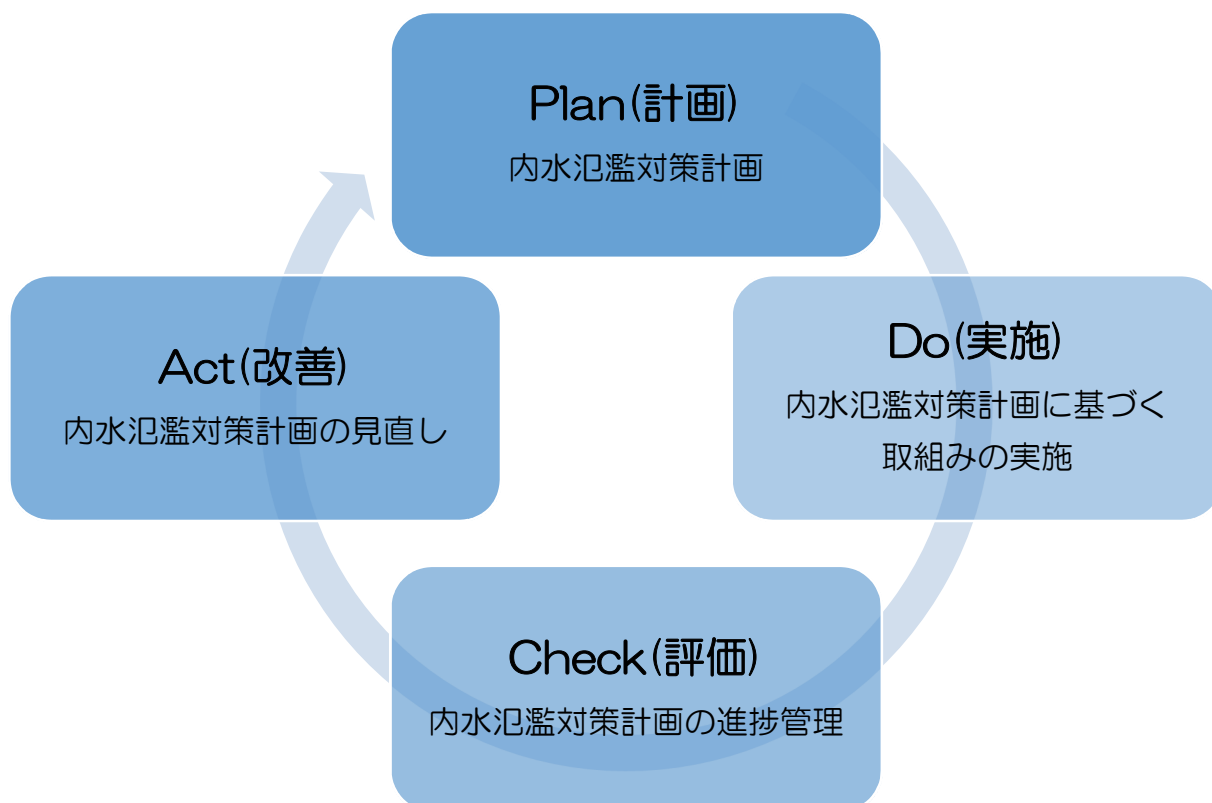 Plan(計画)
内水氾濫対策計画
Do(実施)
内水氾濫対策計画に基づく
取組みの実施
Check(評価)
内水氾濫対策計画の進捗管理
Act(改善)
内水氾濫対策計画の見直し